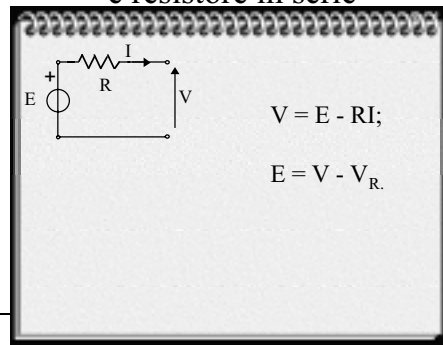 e resistore in serie
I
+
R
E
V
V = E - RI;
E = V - V_R.